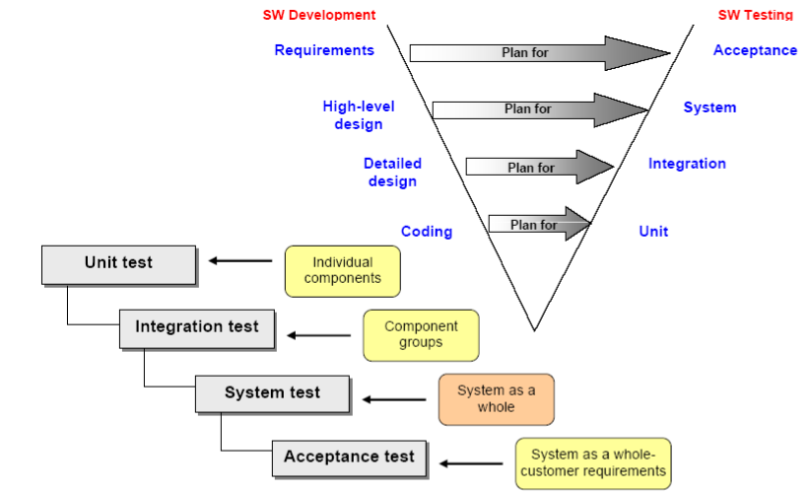 SW Development
SW Testing
Requirements
Plan for
Acceptance
High-level
design
Plan for
System
Detailed
design
Plan for
Integration
Coding
Plan for
Unit
Unit test
Individual
components
Integration test
Component
groups
System test
System as a
whole
Acceptance test
System as a whole-
customer requirements